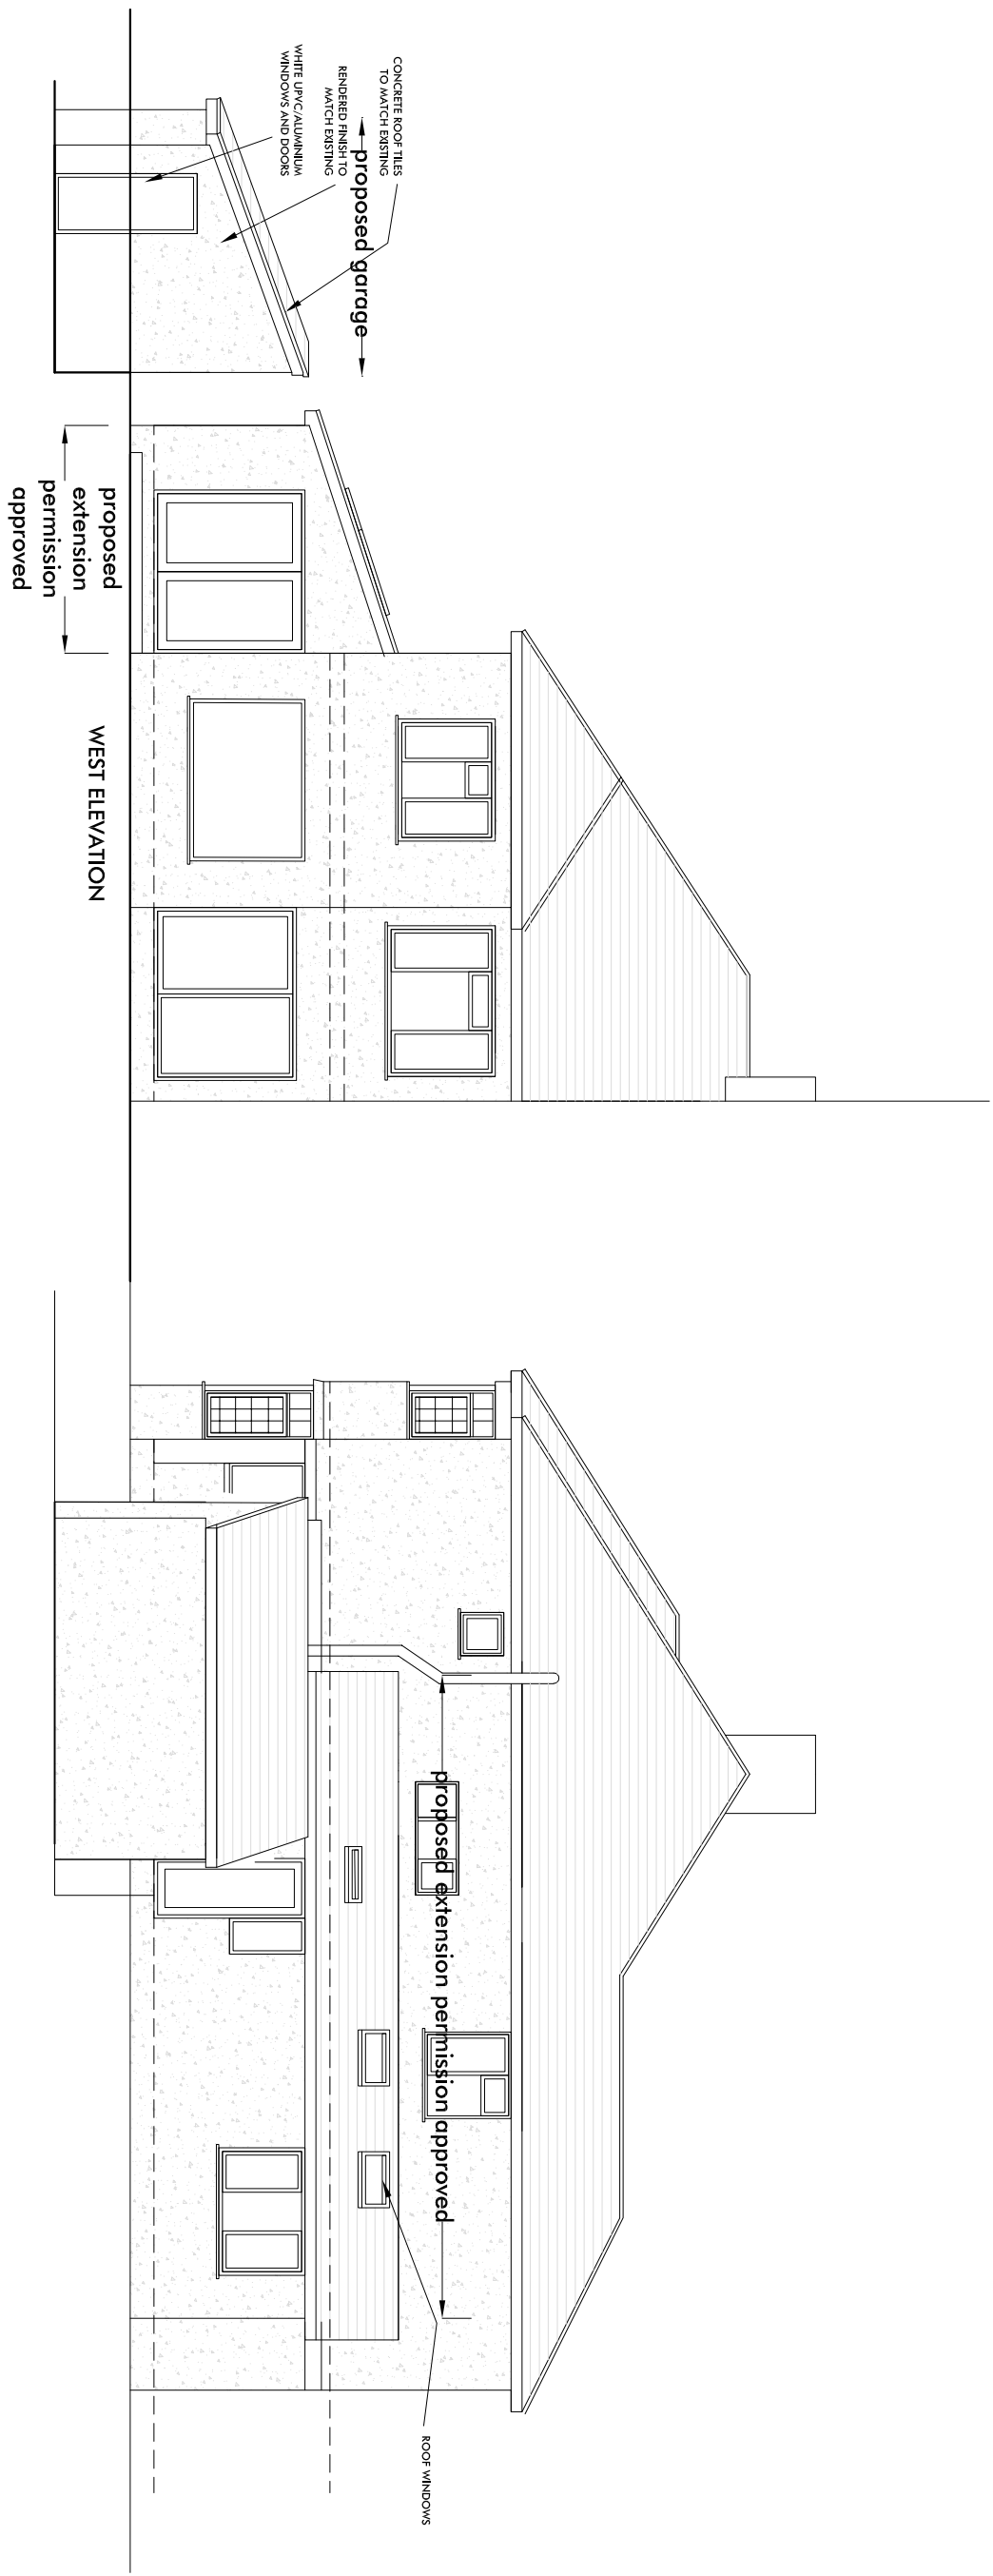 CONCRETE ROOF TILES
TO MATCH EXISTING
proposed garage
RENDERED FINISH TO
MATCH EXISTING
WHITE UPVC/ALUMINIUM
WINDOWS AND DOORS
proposed
extension
permission
approved
WEST ELEVATION
proposed extension permission approved
ROOF WINDOWS